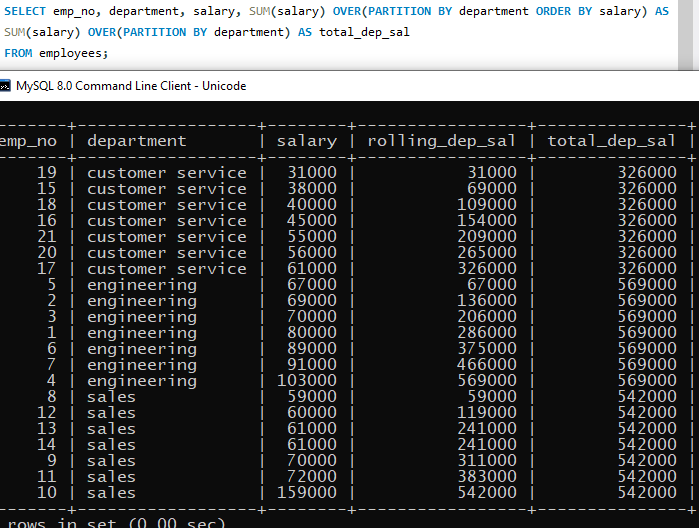 SELECT emp_no, department, salary, SUM(salary) OVER(PARTITION BY department ORDER BY salary) AS
SUM(salary) OVER(PARTITION BY department) AS total_dep_sal
FROM employees;
MySQL 8.0 Command Line Client - Unicode
-------+------------------+--------+-----------------+---------------+
emp_no | department       | salary | rolling_dep_sal | total_dep_sal |
-------+------------------+--------+-----------------+---------------+
    19 | customer service |  31000 |           31000 |        326000 |
    15 | customer service |  38000 |           69000 |        326000 |
    18 | customer service |  40000 |          109000 |        326000 |
    16 | customer service |  45000 |          154000 |        326000 |
    21 | customer service |  55000 |          209000 |        326000 |
    20 | customer service |  56000 |          265000 |        326000 |
    17 | customer service |  61000 |          326000 |        326000 |
     5 | engineering      |  67000 |           67000 |        569000 |
     2 | engineering      |  69000 |          136000 |        569000 |
     3 | engineering      |  70000 |          206000 |        569000 |
     1 | engineering      |  80000 |          286000 |        569000 |
     6 | engineering      |  89000 |          375000 |        569000 |
     7 | engineering      |  91000 |          466000 |        569000 |
     4 | engineering      | 103000 |          569000 |        569000 |
     8 | sales            |  59000 |           59000 |        542000 |
    12 | sales            |  60000 |          119000 |        542000 |
    13 | sales            |  61000 |          241000 |        542000 |
    14 | sales            |  61000 |          241000 |        542000 |
     9 | sales            |  70000 |          311000 |        542000 |
    11 | sales            |  72000 |          383000 |        542000 |
    10 | sales            | 159000 |          542000 |        542000 |
-------+------------------+--------+-----------------+---------------+
rows in set (0.00 sec)